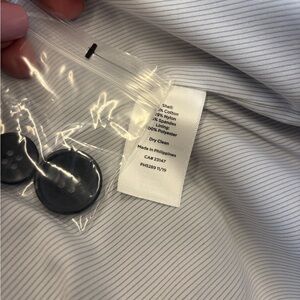 Shell:
% Cotton
% Nylon
% Spandex
Lining:
100% Polyester
Dry Clean
Made in Philippines
CA# 23147